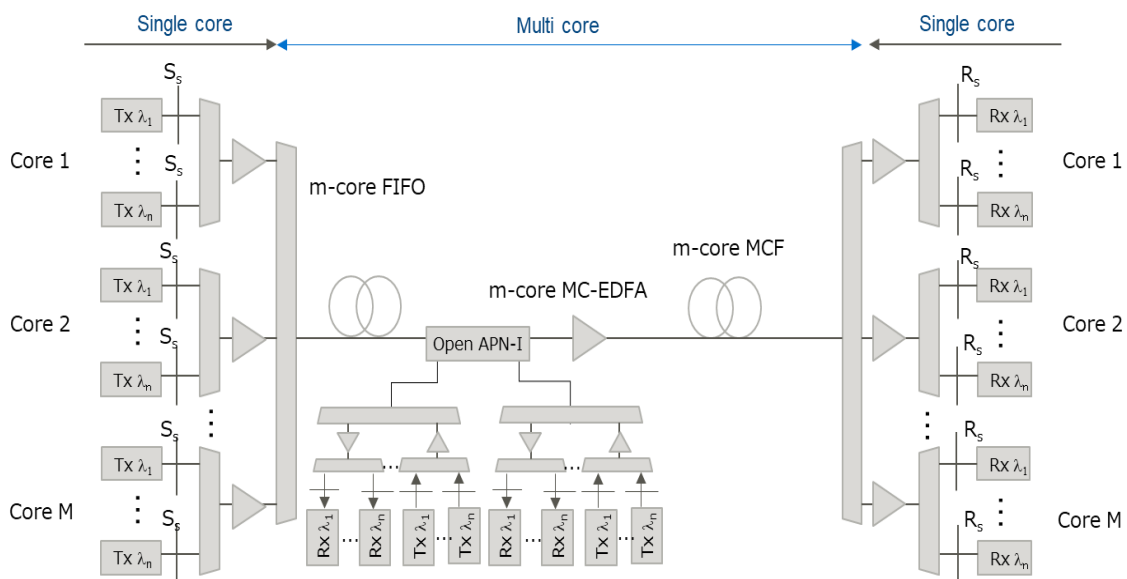 Single core
Multi core
Single core
Sₛ
Rₛ
Tx λ₁
Rx λ₁
⋮
⋮
Core 1
Sₛ
m-core FIFO
Rₛ
Core 1
Tx λₙ
Rx λₙ
Sₛ
m-core MCF
Rₛ
Tx λ₁
m-core MC-EDFA
Rx λ₁
⋮
⋮
Core 2
Sₛ
Open APN-I
Rₛ
Core 2
Tx λₙ
Rx λₙ
⋮
⋮
Sₛ
Rₛ
Tx λ₁
... ...
Rx λ₁
⋮
⋮
Core M
Sₛ
Rₛ
Core M
Tx λₙ
Rx λₙ
Rx λ₁ ... Rx λₙ Tx λ₁ ... Tx λₙ Rx λ₁ ... Rx λₙ Tx λ₁ ... Tx λₙ